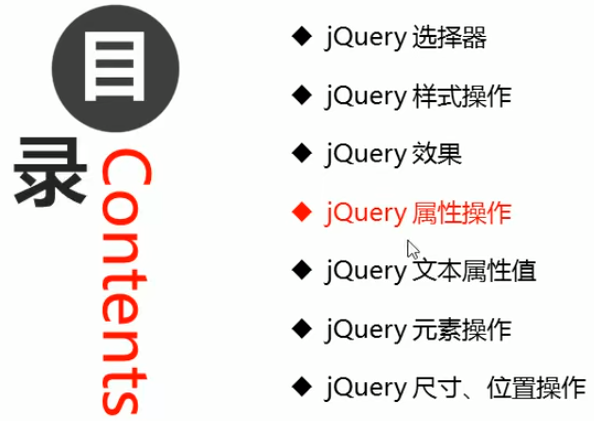 目录
Contents
◆ jQuery 选择器
◆ jQuery 样式操作
◆ jQuery 效果
◆ jQuery 属性操作
◆ jQuery 文本属性值
◆ jQuery 元素操作
◆ jQuery 尺寸、位置操作